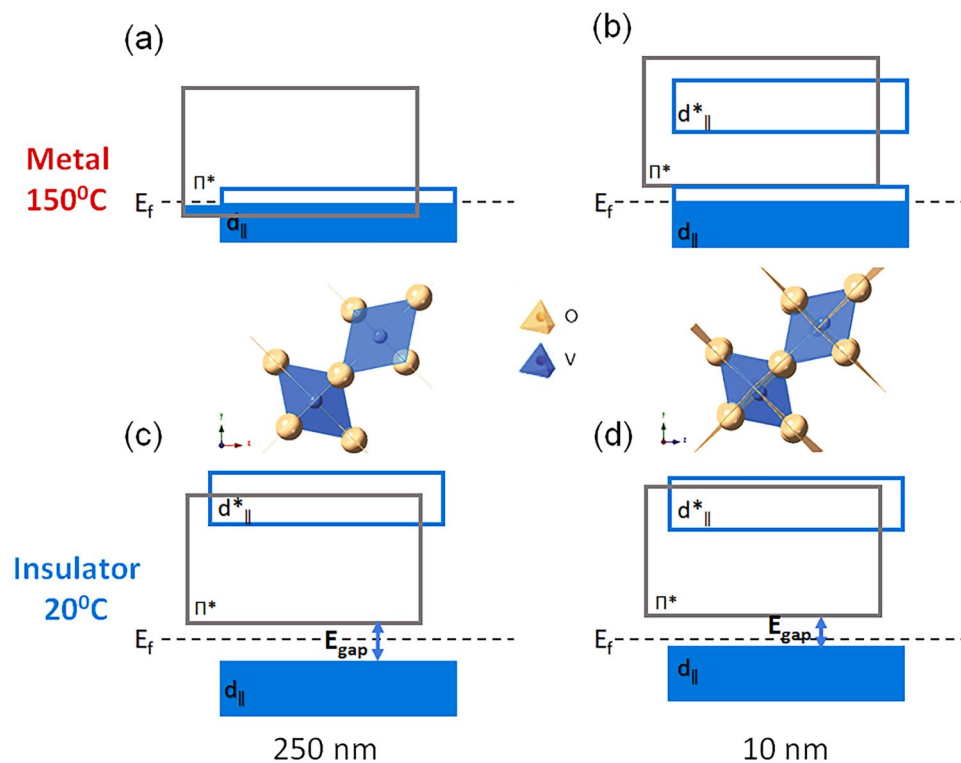 (a)
(b)
Metal
150⁰C
d*∥
Π*
Π*
E_f
E_f
d∥
d∥
O
V
y
x
y
z
(c)
(d)
Insulator
20⁰C
d*∥
d*∥
Π*
Π*
E_f
E_gap
E_f
E_gap
d∥
d∥
250 nm
10 nm